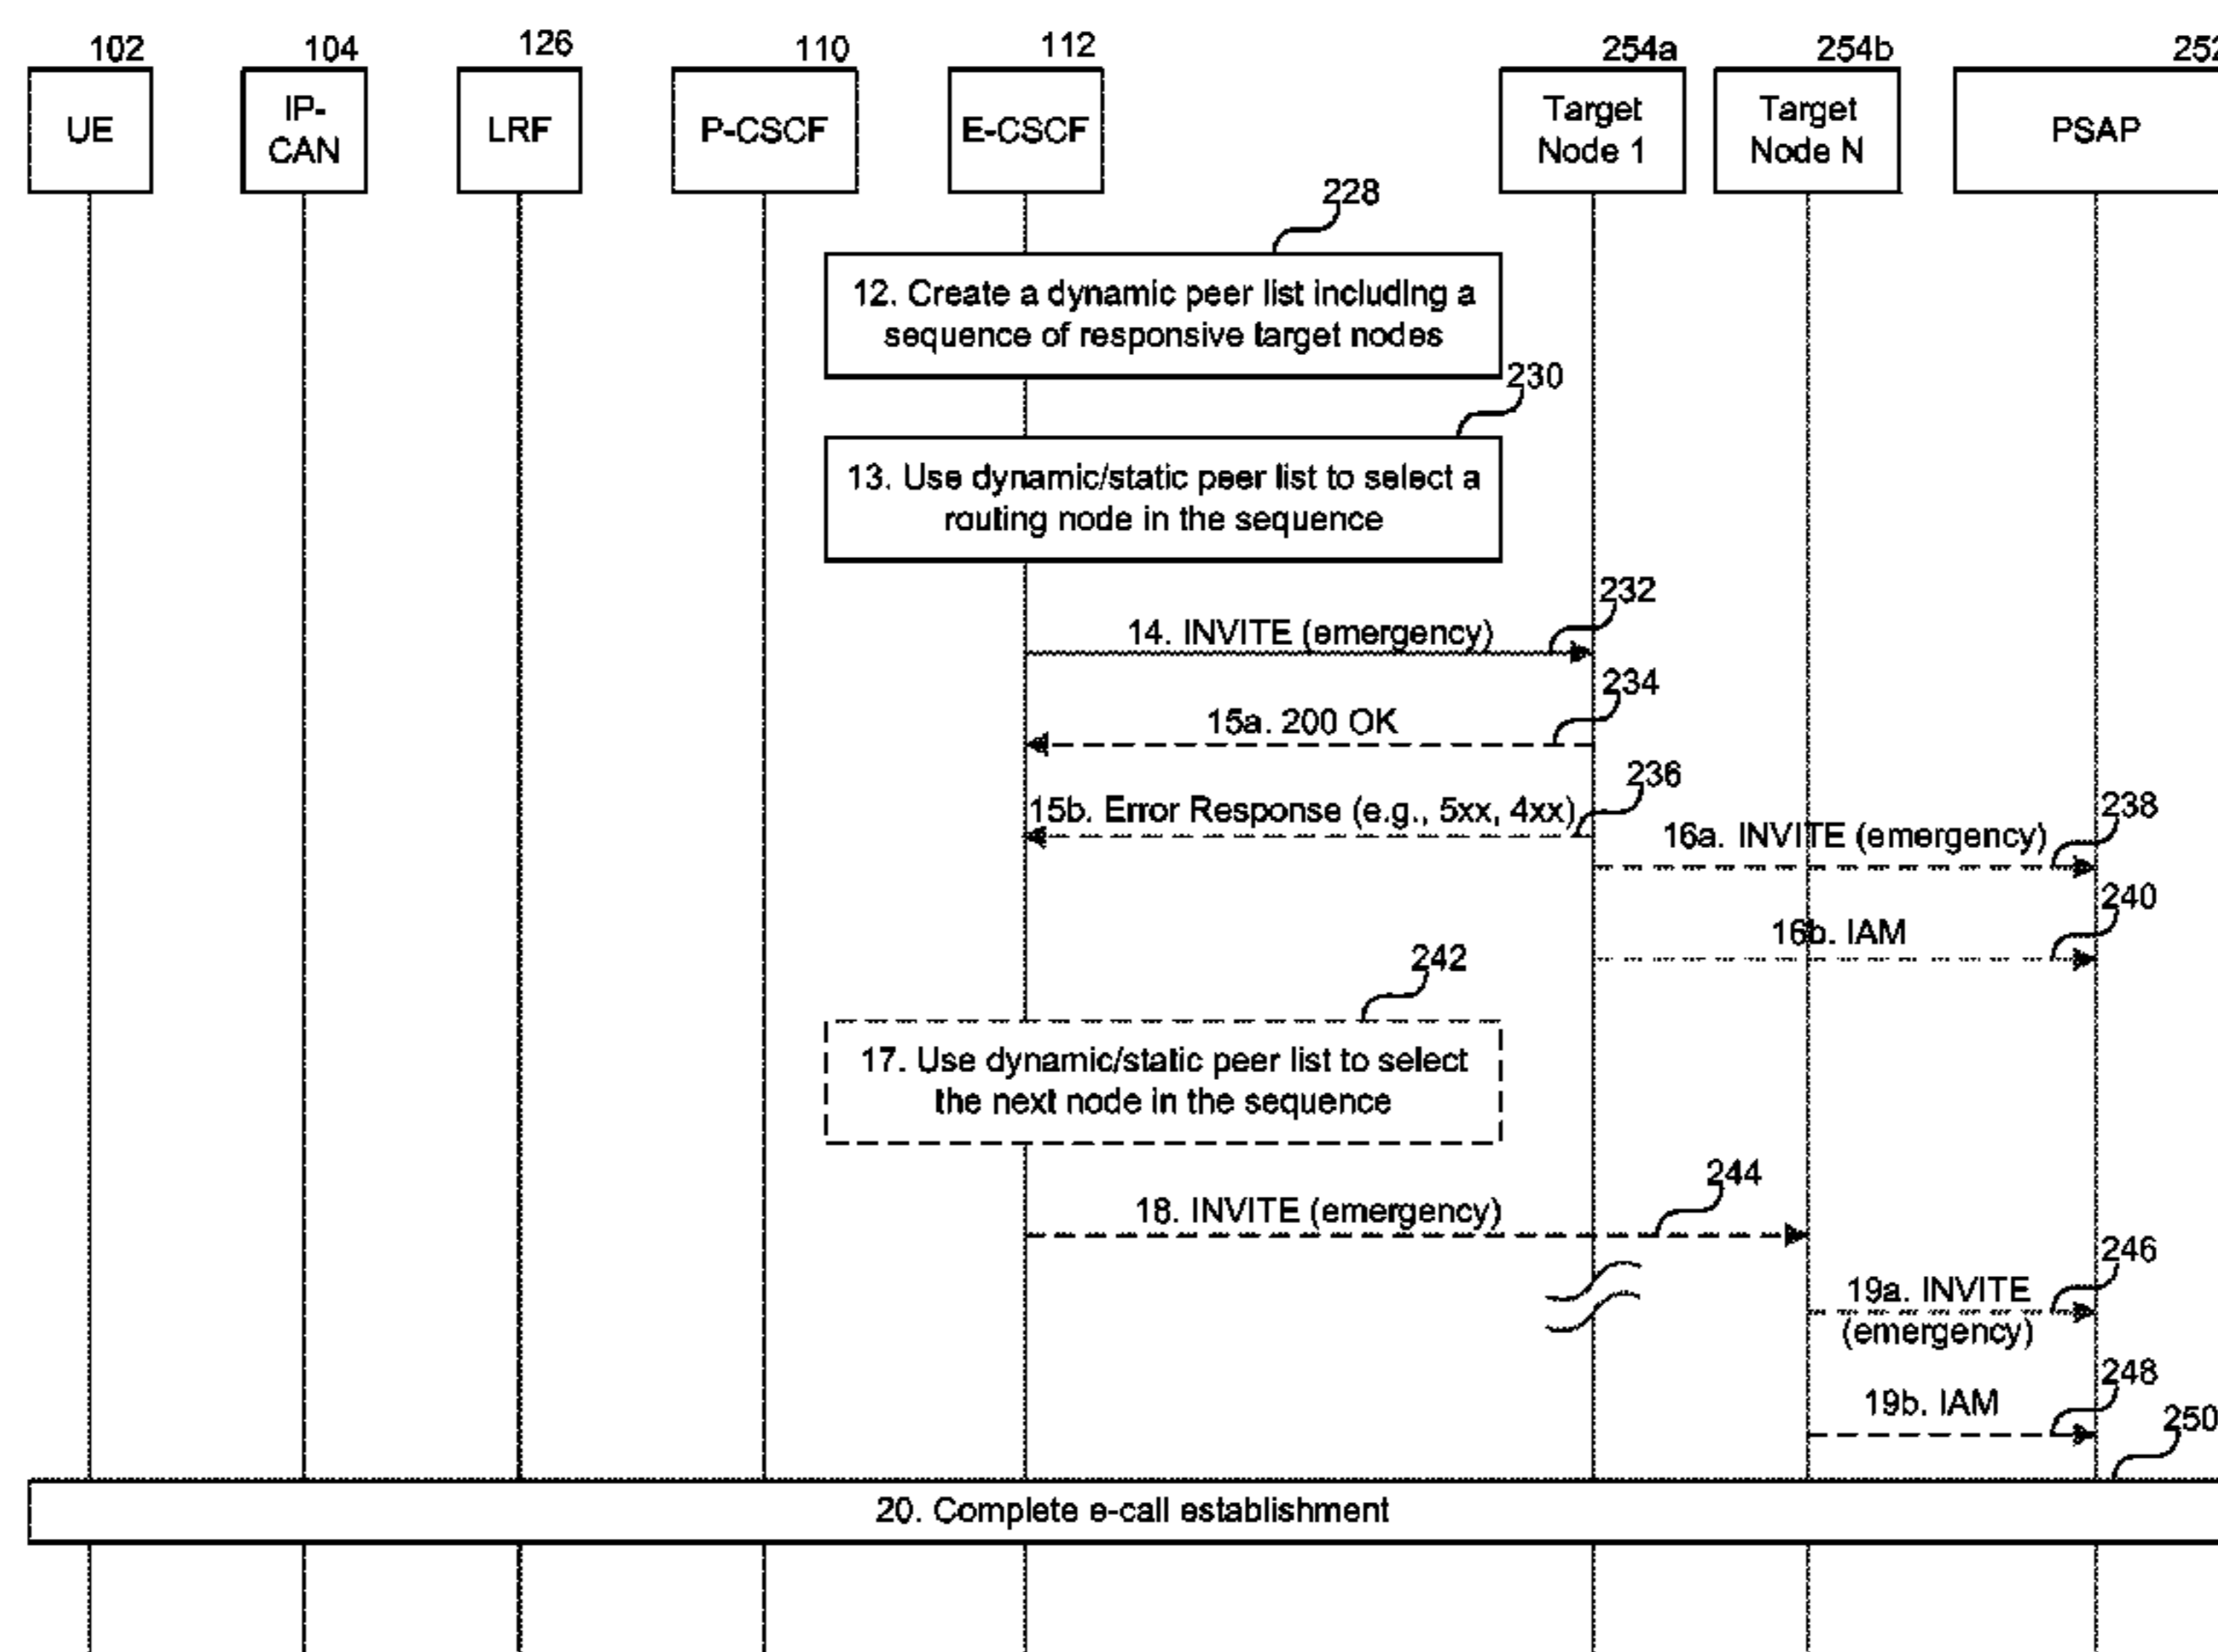 102
104
126
110
112
254a
254b
252
UE
IP-
CAN
LRF
P-CSCF
E-CSCF
Target
Node 1
Target
Node N
PSAP
228
12. Create a dynamic peer list including a
sequence of responsive target nodes
230
13. Use dynamic/static peer list to select a
routing node in the sequence
232
14. INVITE (emergency)
234
15a. 200 OK
236
15b. Error Response (e.g., 5xx, 4xx)
238
16a. INVITE (emergency)
240
16b. IAM
242
17. Use dynamic/static peer list to select
the next node in the sequence
244
18. INVITE (emergency)
246
19a. INVITE
(emergency)
248
19b. IAM
250
20. Complete e-call establishment